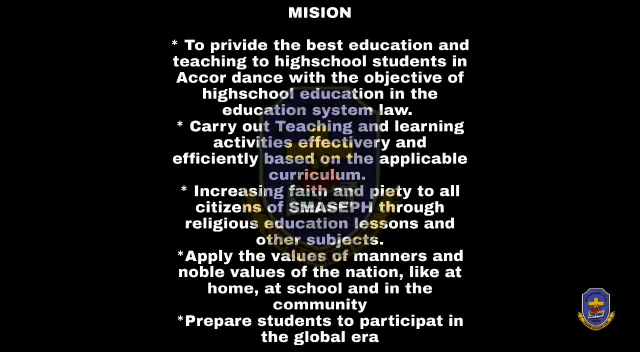 MISION
* To privide the best education and
teaching to highschool students in
Accor dance with the objective of
highschool education in the
education system law.
* Carry out Teaching and learning
activities effectivery and
efficiently based on the applicable
curriculum.
* Increasing faith and piety to all
citizens of SMASEPH through
religious education lessons and
other subjects.
*Apply the values of manners and
noble values of the nation, like at
home, at school and in the
community
*Prepare students to participat in
the global era